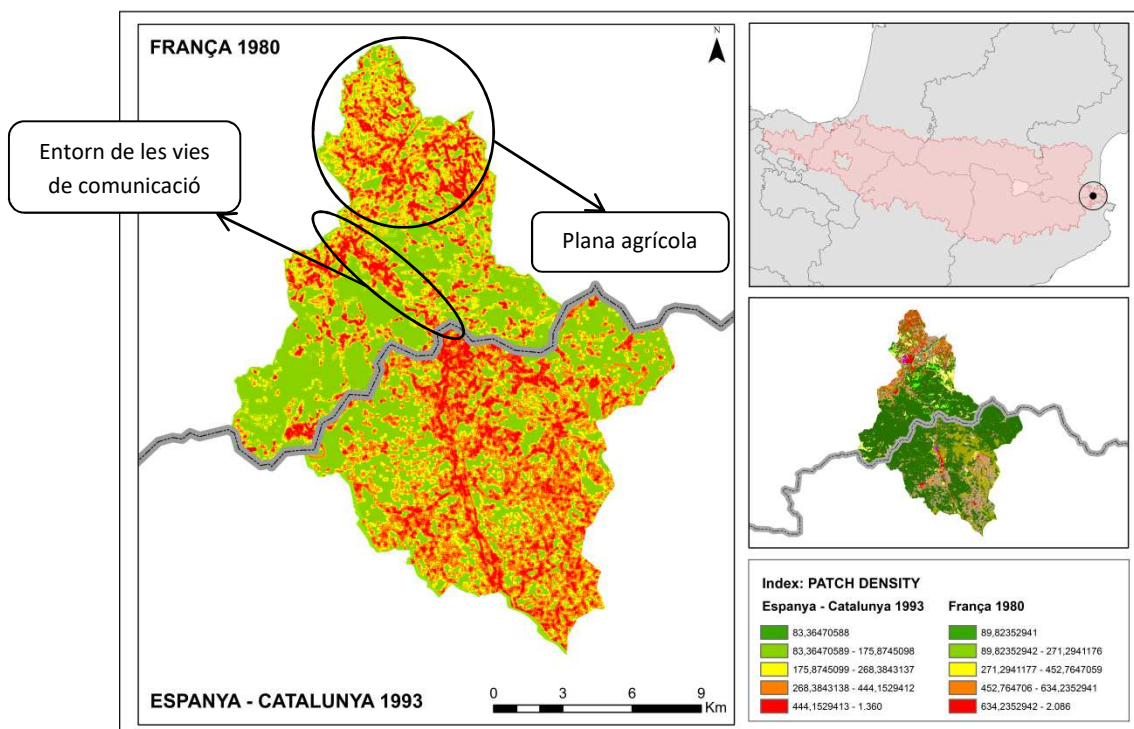 FRANÇA 1980
N
Entorn de les vies
de comunicació
Plana agrícola
ESPANYA - CATALUNYA 1993
0 3 6 9
Km
Index: PATCH DENSITY
Espanya - Catalunya 1993 França 1980
83,36470588 89,82352941
83,36470589 - 175,8745098 89,82352942 - 271,2941176
175,8745099 - 268,3843137 271,2941177 - 452,7647059
268,3843138 - 444,1529412 452,764706 - 634,2352941
444,1529413 - 1.360 634,2352942 - 2.086